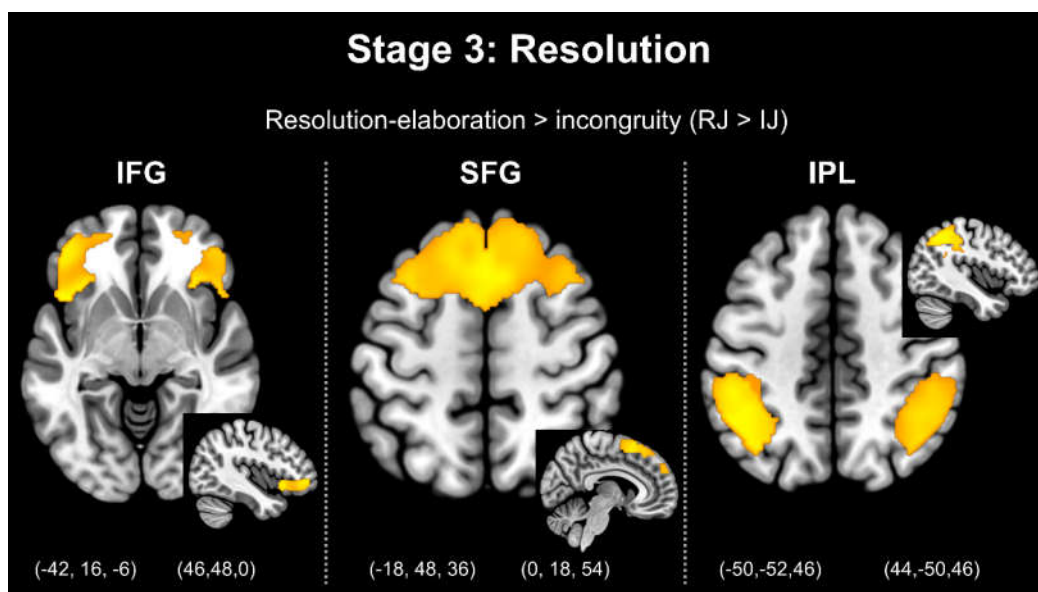 Stage 3: Resolution
Resolution-elaboration > incongruity (RJ > IJ)
IFG
SFG
IPL
(-42, 16, -6) (46,48,0)
(-18, 48, 36) (0, 18, 54)
(-50,-52,46) (44,-50,46)